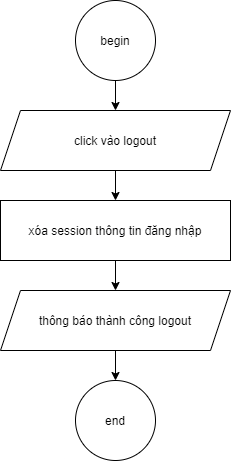 begin
click vào logout
xóa session thông tin đăng nhập
thông báo thành công logout
end